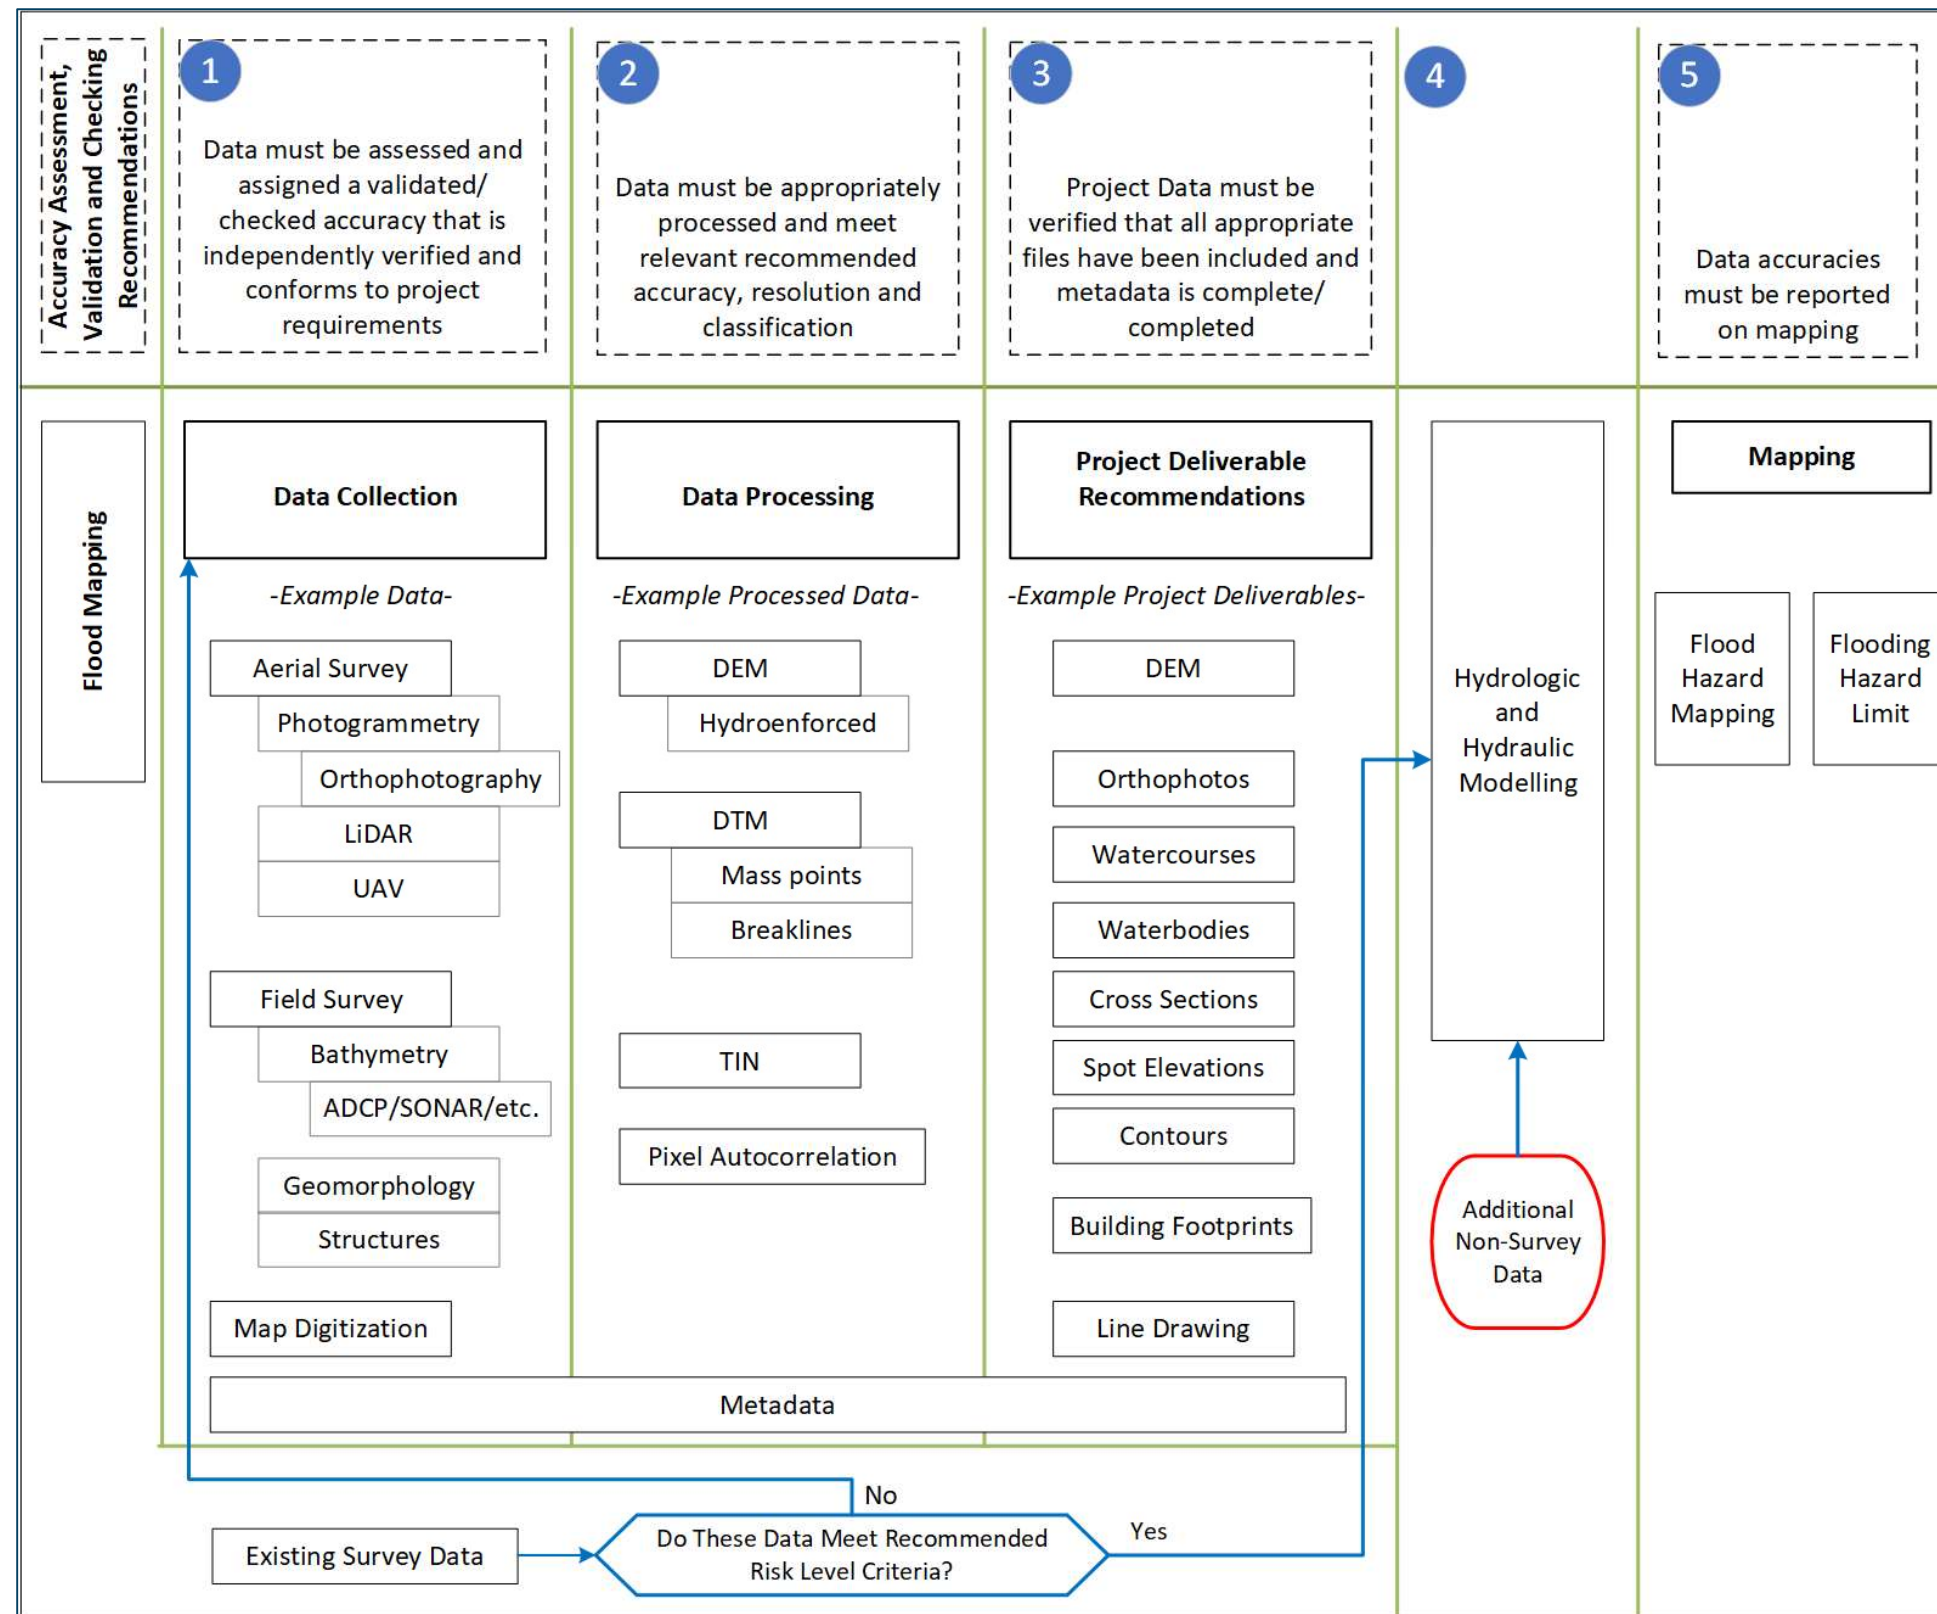 Accuracy Assessment,
Validation and Checking
Recommendations
1
Data must be assessed and
assigned a validated/
checked accuracy that is
independently verified and
conforms to project
requirements
2
Data must be appropriately
processed and meet
relevant recommended
accuracy, resolution and
classification
3
Project Data must be
verified that all appropriate
files have been included and
metadata is complete/
completed
4
5
Data accuracies
must be reported
on mapping
Flood Mapping
Data Collection
-Example Data-
Aerial Survey
Photogrammetry
Orthophotography
LiDAR
UAV
Field Survey
Bathymetry
ADCP/SONAR/etc.
Geomorphology
Structures
Map Digitization
Data Processing
-Example Processed Data-
DEM
Hydroenforced
DTM
Mass points
Breaklines
TIN
Pixel Autocorrelation
Project Deliverable
Recommendations
-Example Project Deliverables-
DEM
Orthophotos
Watercourses
Waterbodies
Cross Sections
Spot Elevations
Contours
Building Footprints
Line Drawing
Metadata
Hydrologic
and
Hydraulic
Modelling
Additional
Non-Survey
Data
Mapping
Flood
Hazard
Mapping
Flooding
Hazard
Limit
Existing Survey Data
No
Do These Data Meet Recommended
Risk Level Criteria?
Yes